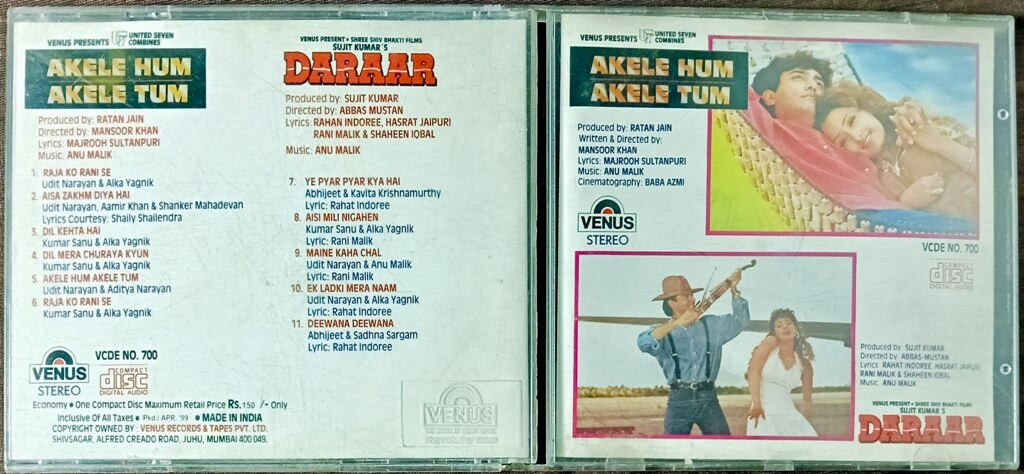 VENUS PRESENTS
UNITED SEVEN
COMBINES
AKELE HUM
AKELE TUM
Produced by: RATAN JAIN
Directed by: MANSOOR KHAN
Lyrics: MAJROOH SULTANPURI
Music: ANU MALIK
1. RAJA KO RANI SE
Udit Narayan & Alka Yagnik
2. AISA ZAKHM DIYA HAI
Udit Narayan, Aamir Khan & Shanker Mahadevan
Lyrics Courtesy: Shaily Shailendra
3. DIL KEHTA HAI
Kumar Sanu & Alka Yagnik
4. DIL MERA CHURAYA KYUN
Kumar Sanu & Alka Yagnik
5. AKELE HUM AKELE TUM
Udit Narayan & Aditya Narayan
6. RAJA KO RANI SE
Kumar Sanu & Alka Yagnik
VENUS PRESENT • SHREE SHIV BHAKTI FILMS
SUJIT KUMAR'S
DARAAR
Produced by: SUJIT KUMAR
Directed by: ABBAS MUSTAN
Lyrics: RAHAN INDOREE, HASRAT JAIPURI
RANI MALIK & SHAHEEN IQBAL
Music: ANU MALIK
7. YE PYAR PYAR KYA HAI
Abhijeet & Kavita Krishnamurthy
Lyric: Rahat Indoree
8. AISI MILI NIGAHEN
Kumar Sanu & Alka Yagnik
Lyric: Rani Malik
9. MAINE KAHA CHAL
Udit Narayan & Anu Malik
Lyric: Rani Malik
10. EK LADKI MERA NAAM
Udit Narayan & Alka Yagnik
Lyric: Rahat Indoree
11. DEEWANA DEEWANA
Abhijeet & Sadhna Sargam
Lyric: Rahat Indoree
VENUS
STEREO
VCDE NO. 700
COMPACT
disc
DIGITAL AUDIO
Economy • One Compact Disc Maximum Retail Price Rs. 150 /- Only
Inclusive Of All Taxes • Pkd./ APR. '99 • MADE IN INDIA
COPYRIGHT OWNED BY : VENUS RECORDS & TAPES PVT. LTD.
SHIVSAGAR, ALFRED CREADO ROAD, JUHU, MUMBAI 400 049.
VENUS
VENUS PRESENTS
UNITED SEVEN
COMBINES
AKELE HUM
AKELE TUM
Produced by: RATAN JAIN
Written & Directed by:
MANSOOR KHAN
Lyrics: MAJROOH SULTANPURI
Music: ANU MALIK
Cinematography: BABA AZMI
VENUS
STEREO
VCDE NO. 700
COMPACT
disc
DIGITAL AUDIO
Produced by SUJIT KUMAR
Directed by ABBAS-MUSTAN
Lyrics: RAHAT INDOREE, HASRAT JAIPURI
RANI MALIK & SHAHEEN IQBAL
Music ANU MALIK
VENUS PRESENT • SHREE SHIV BHAKTI FILMS
SUJIT KUMAR'S
DARAAR